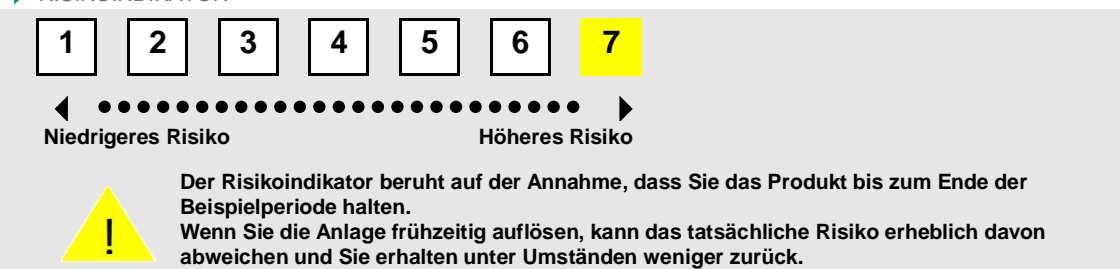 RISIKOINDIKATOR
1 2 3 4 5 6 7
Niedrigeres Risiko Höheres Risiko
! Der Risikoindikator beruht auf der Annahme, dass Sie das Produkt bis zum Ende der
Beispielperiode halten.
Wenn Sie die Anlage frühzeitig auflösen, kann das tatsächliche Risiko erheblich davon
abweichen und Sie erhalten unter Umständen weniger zurück.